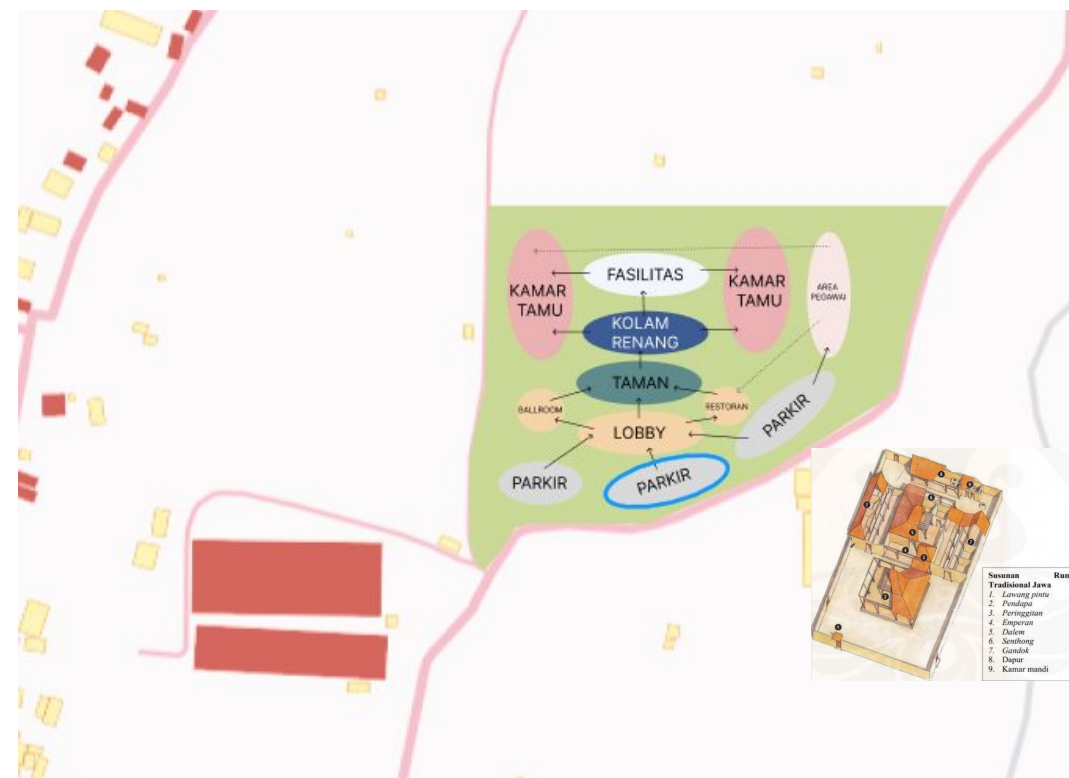 FASILITAS
KAMAR
TAMU
KAMAR
TAMU
AREA
PEGAWAI
KOLAM
RENANG
TAMAN
BALLROOM
RESTORAN
LOBBY
PARKIR
PARKIR
PARKIR
Susunan Rum
Tradisional Jawa
1. Lawang pintu
2. Pendapa
3. Peringgitan
4. Emperan
5. Dalem
6. Senthong
7. Gandok
8. Dapur
9. Kamar mandi